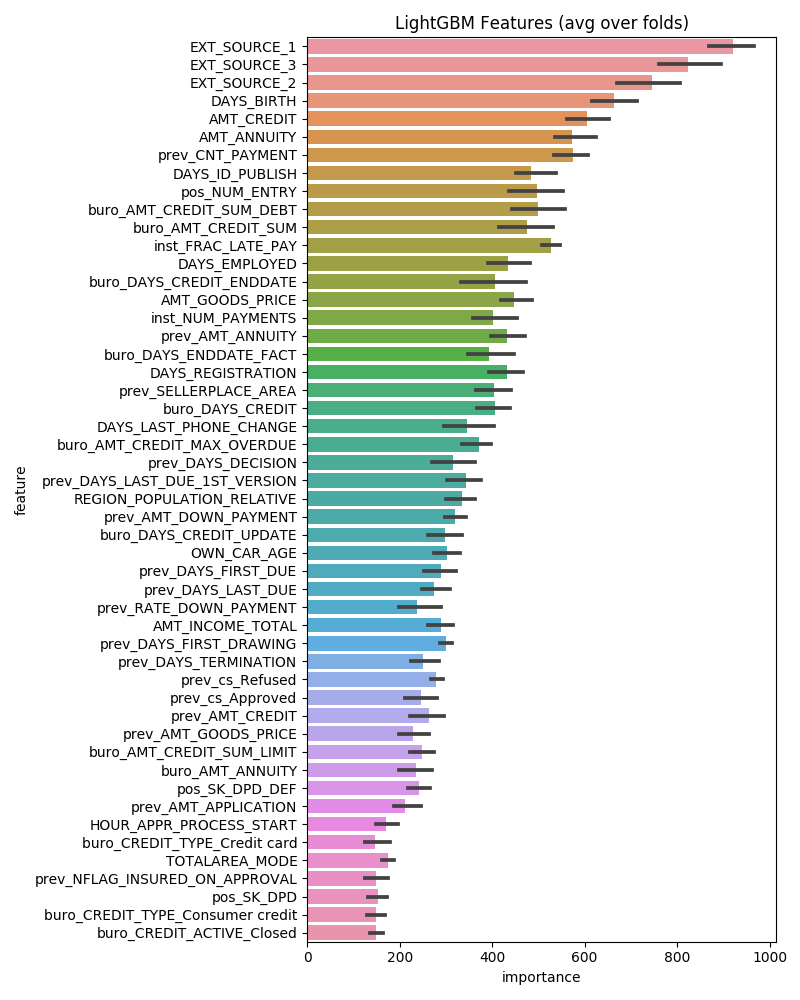 LightGBM Features (avg over folds)
EXT_SOURCE_1
EXT_SOURCE_3
EXT_SOURCE_2
DAYS_BIRTH
AMT_CREDIT
AMT_ANNUITY
prev_CNT_PAYMENT
DAYS_ID_PUBLISH
pos_NUM_ENTRY
buro_AMT_CREDIT_SUM_DEBT
buro_AMT_CREDIT_SUM
inst_FRAC_LATE_PAY
DAYS_EMPLOYED
buro_DAYS_CREDIT_ENDDATE
AMT_GOODS_PRICE
inst_NUM_PAYMENTS
prev_AMT_ANNUITY
buro_DAYS_ENDDATE_FACT
DAYS_REGISTRATION
prev_SELLERPLACE_AREA
buro_DAYS_CREDIT
DAYS_LAST_PHONE_CHANGE
buro_AMT_CREDIT_MAX_OVERDUE
prev_DAYS_DECISION
prev_DAYS_LAST_DUE_1ST_VERSION
REGION_POPULATION_RELATIVE
prev_AMT_DOWN_PAYMENT
buro_DAYS_CREDIT_UPDATE
OWN_CAR_AGE
prev_DAYS_FIRST_DUE
prev_DAYS_LAST_DUE
prev_RATE_DOWN_PAYMENT
AMT_INCOME_TOTAL
prev_DAYS_FIRST_DRAWING
prev_DAYS_TERMINATION
prev_cs_Refused
prev_cs_Approved
prev_AMT_CREDIT
prev_AMT_GOODS_PRICE
buro_AMT_CREDIT_SUM_LIMIT
buro_AMT_ANNUITY
pos_SK_DPD_DEF
prev_AMT_APPLICATION
HOUR_APPR_PROCESS_START
buro_CREDIT_TYPE_Credit card
TOTALAREA_MODE
prev_NFLAG_INSURED_ON_APPROVAL
pos_SK_DPD
buro_CREDIT_TYPE_Consumer credit
buro_CREDIT_ACTIVE_Closed
feature
0 200 400 600 800 1000
importance